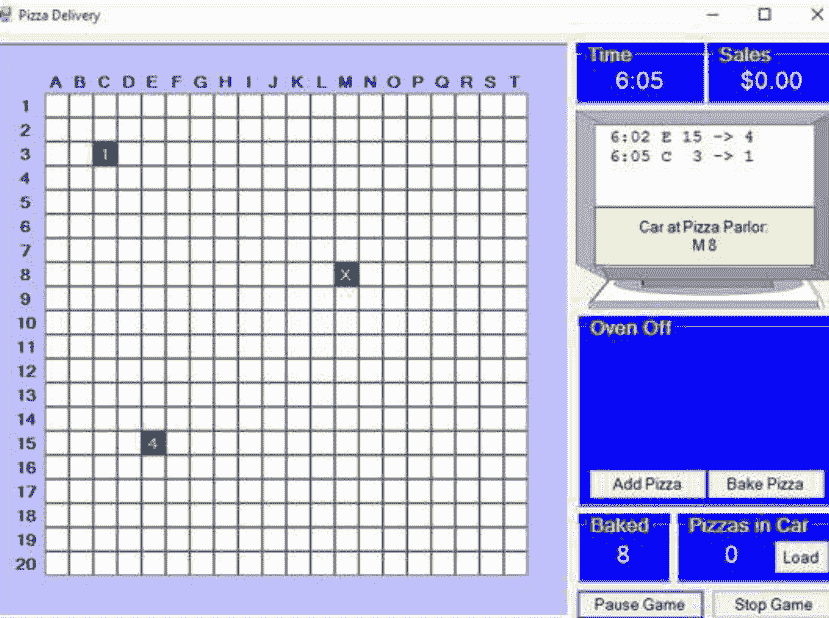 Pizza Delivery
A B C D E F G H I J K L M N O P Q R S T
1
2
3 1
4
5
6
7
8 X
9
10
11
12
13
14
15 4
16
17
18
19
20
Time Sales
6:05 $0.00
6:02 E 15 -> 4
6:05 C 3 -> 1
Car at Pizza Parlor:
M 8
Oven Off
Add Pizza Bake Pizza
Baked Pizzas in Car
8 0 Load
Pause Game Stop Game